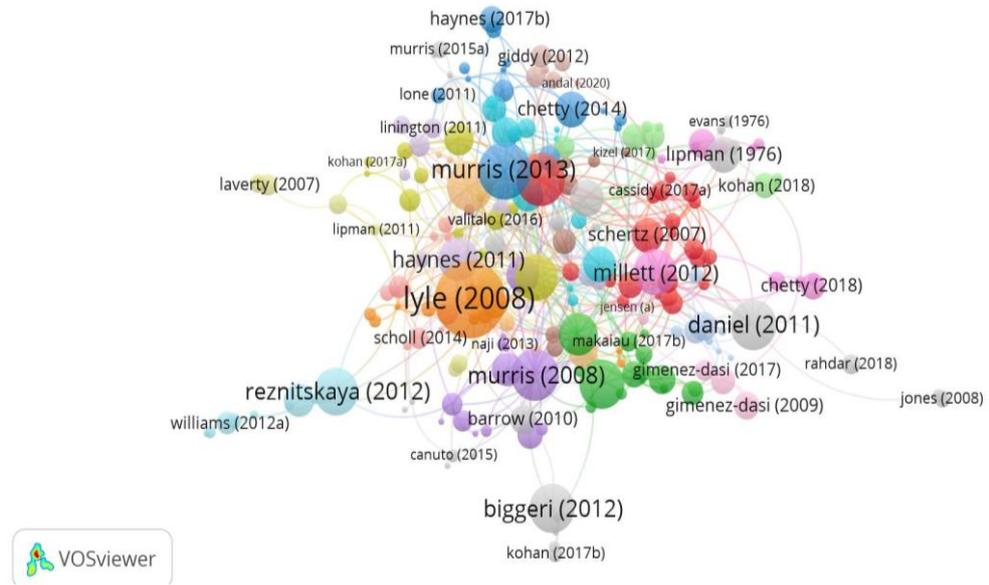 haynes (2017b)
murris (2015a)
giddy (2012)
andal (2020)
lone (2011)
chetty (2014)
evans (1976)
linington (2011)
kizel (2017)
lipman (1976)
kohan (2017a)
murris (2013)
laverty (2007)
cassidy (2017a)
kohan (2018)
lipman (2011)
valitalo (2016)
schertz (2007)
haynes (2011)
millett (2012)
chetty (2018)
lyle (2008)
jensen (a)
daniel (2011)
scholl (2014)
naji (2013)
makaiau (2017b)
rahdar (2018)
murris (2008)
gimenez-dasi (2017)
reznitskaya (2012)
jones (2008)
gimenez-dasi (2009)
williams (2012a)
barrow (2010)
canuto (2015)
biggeri (2012)
kohan (2017b)
VOSviewer